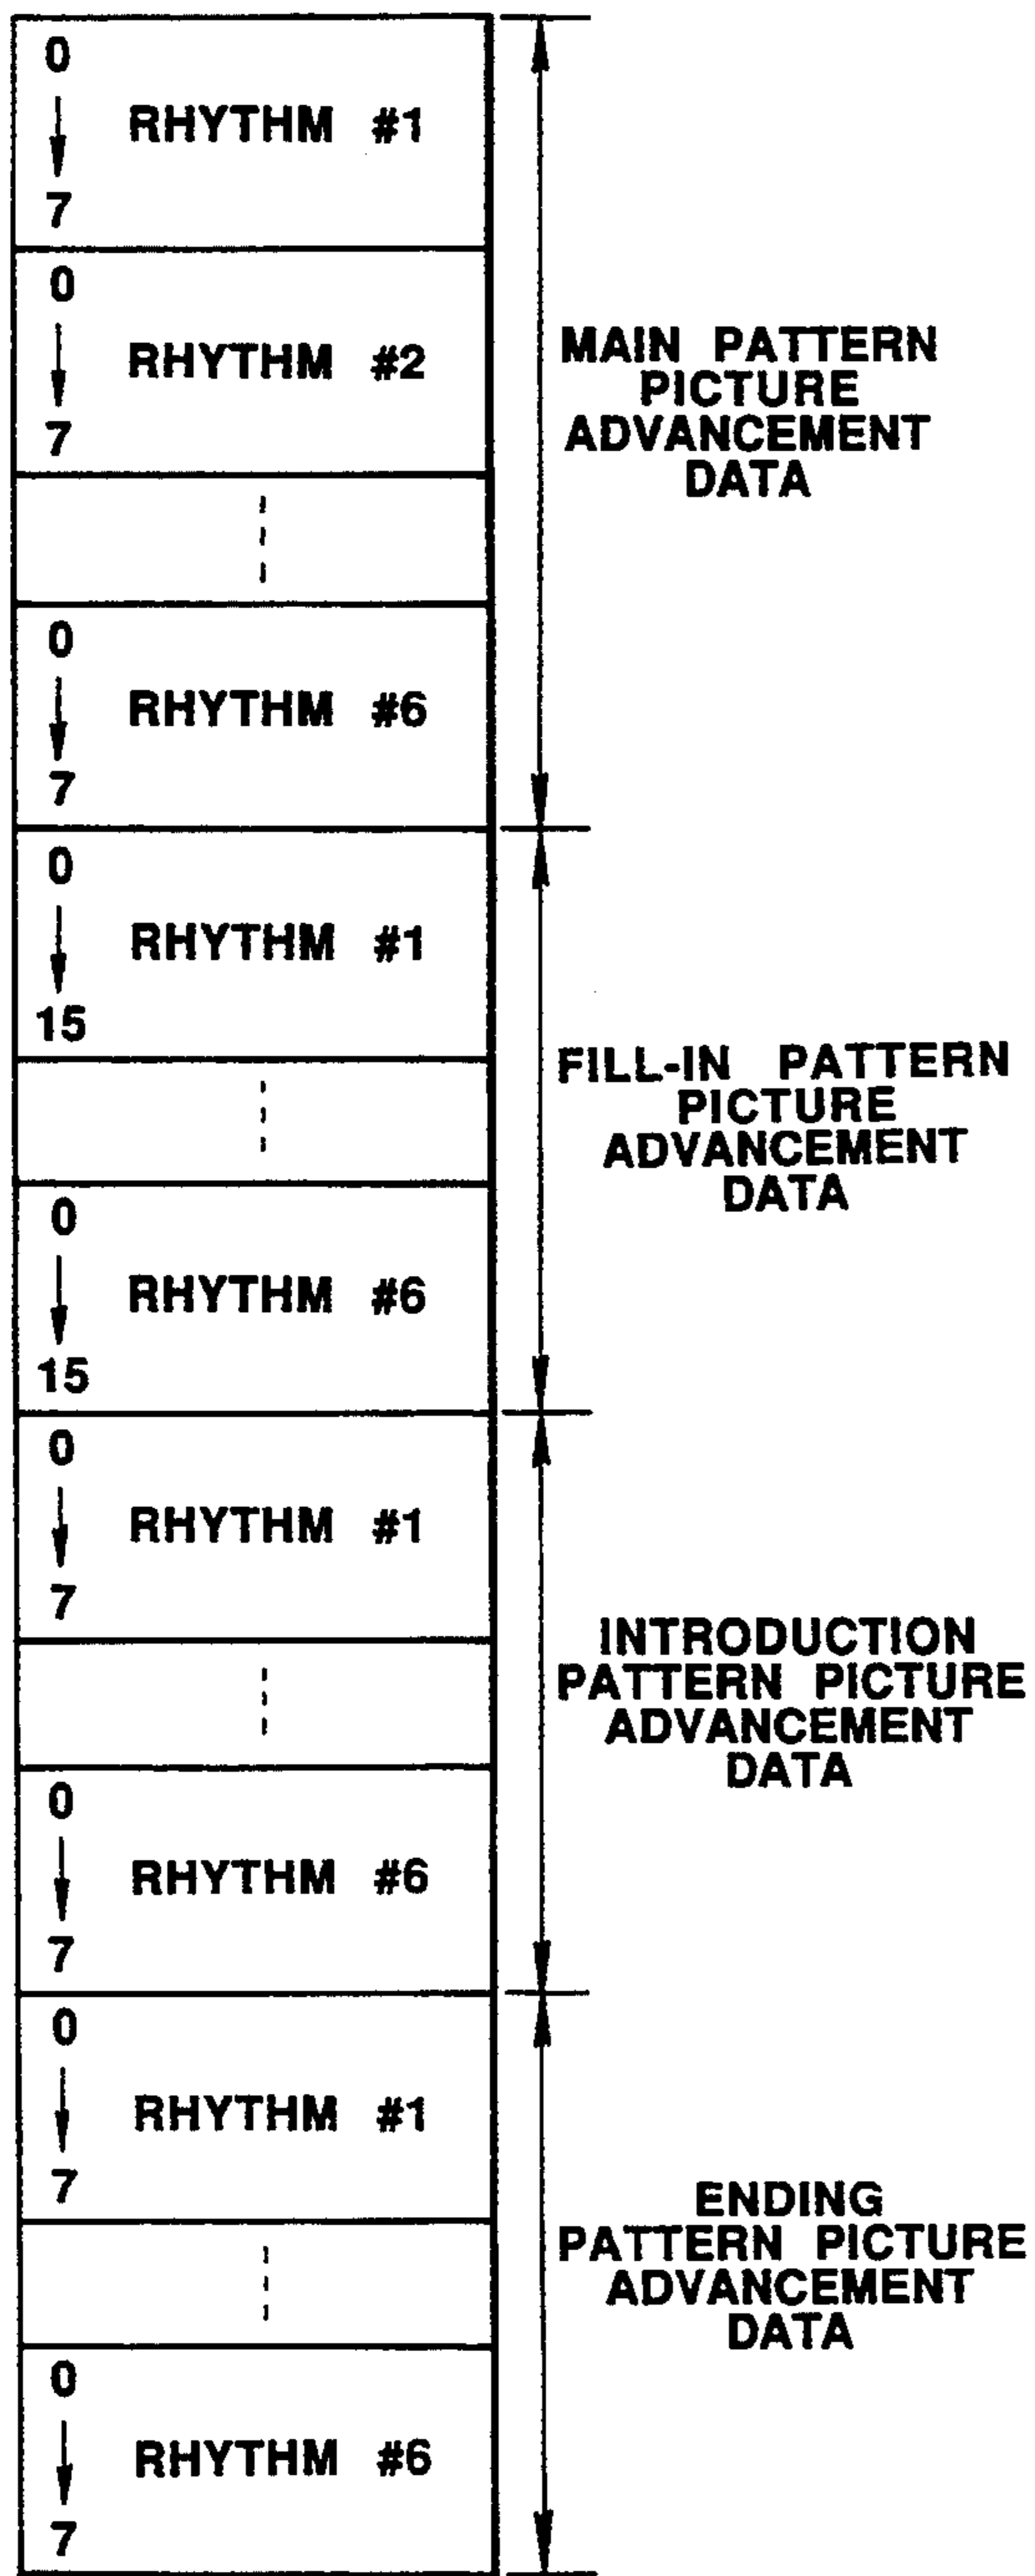 0
RHYTHM #1
7
0
RHYTHM #2
7
MAIN PATTERN
PICTURE
ADVANCEMENT
DATA
0
RHYTHM #6
7
0
RHYTHM #1
15
FILL-IN PATTERN
PICTURE
ADVANCEMENT
DATA
0
RHYTHM #6
15
0
RHYTHM #1
7
INTRODUCTION
PATTERN PICTURE
ADVANCEMENT
DATA
0
RHYTHM #6
7
0
RHYTHM #1
7
ENDING
PATTERN PICTURE
ADVANCEMENT
DATA
0
RHYTHM #6
7